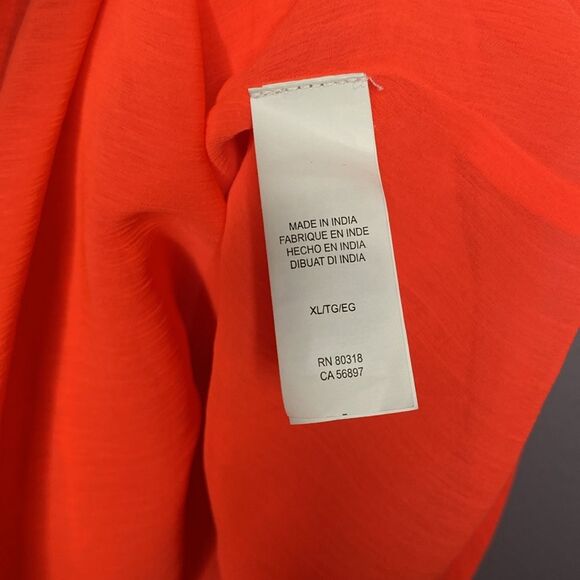 MADE IN INDIA
FABRIQUE EN INDE
HECHO EN INDIA
DIBUAT DI INDIA
XL/TG/EG
RN 80318
CA 56897